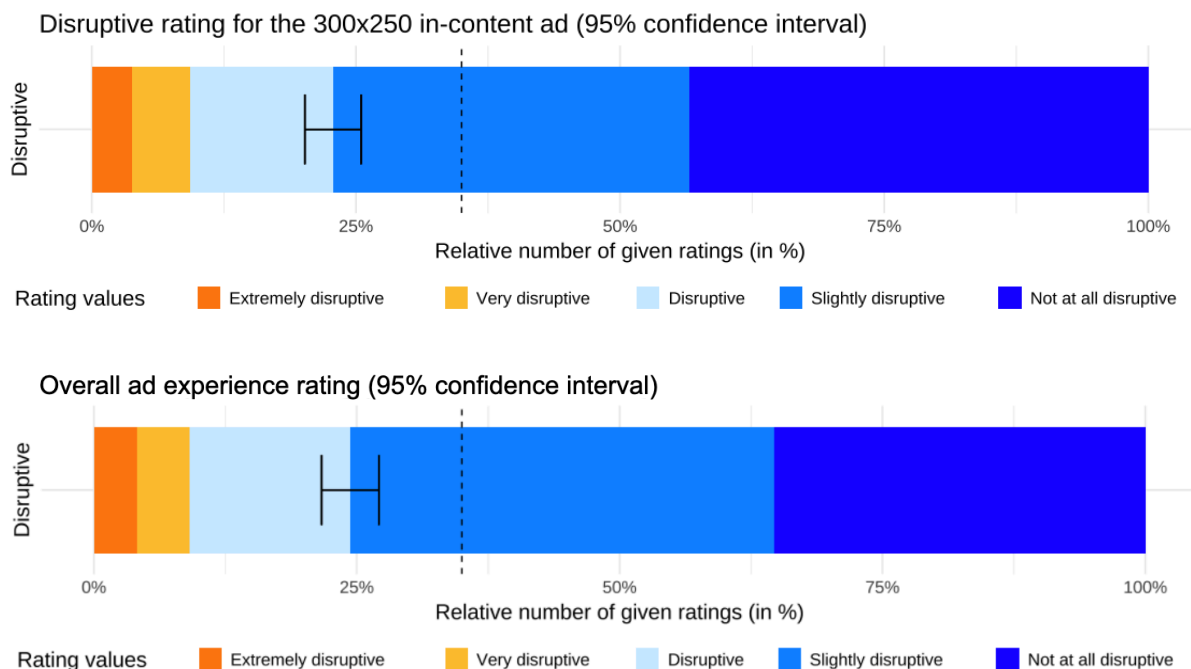 Disruptive rating for the 300x250 in-content ad (95% confidence interval)
Disruptive
0% 25% 50% 75% 100%
Relative number of given ratings (in %)
Rating values Extremely disruptive Very disruptive Disruptive Slightly disruptive Not at all disruptive
Overall ad experience rating (95% confidence interval)
Disruptive
0% 25% 50% 75% 100%
Relative number of given ratings (in %)
Rating values Extremely disruptive Very disruptive Disruptive Slightly disruptive Not at all disruptive